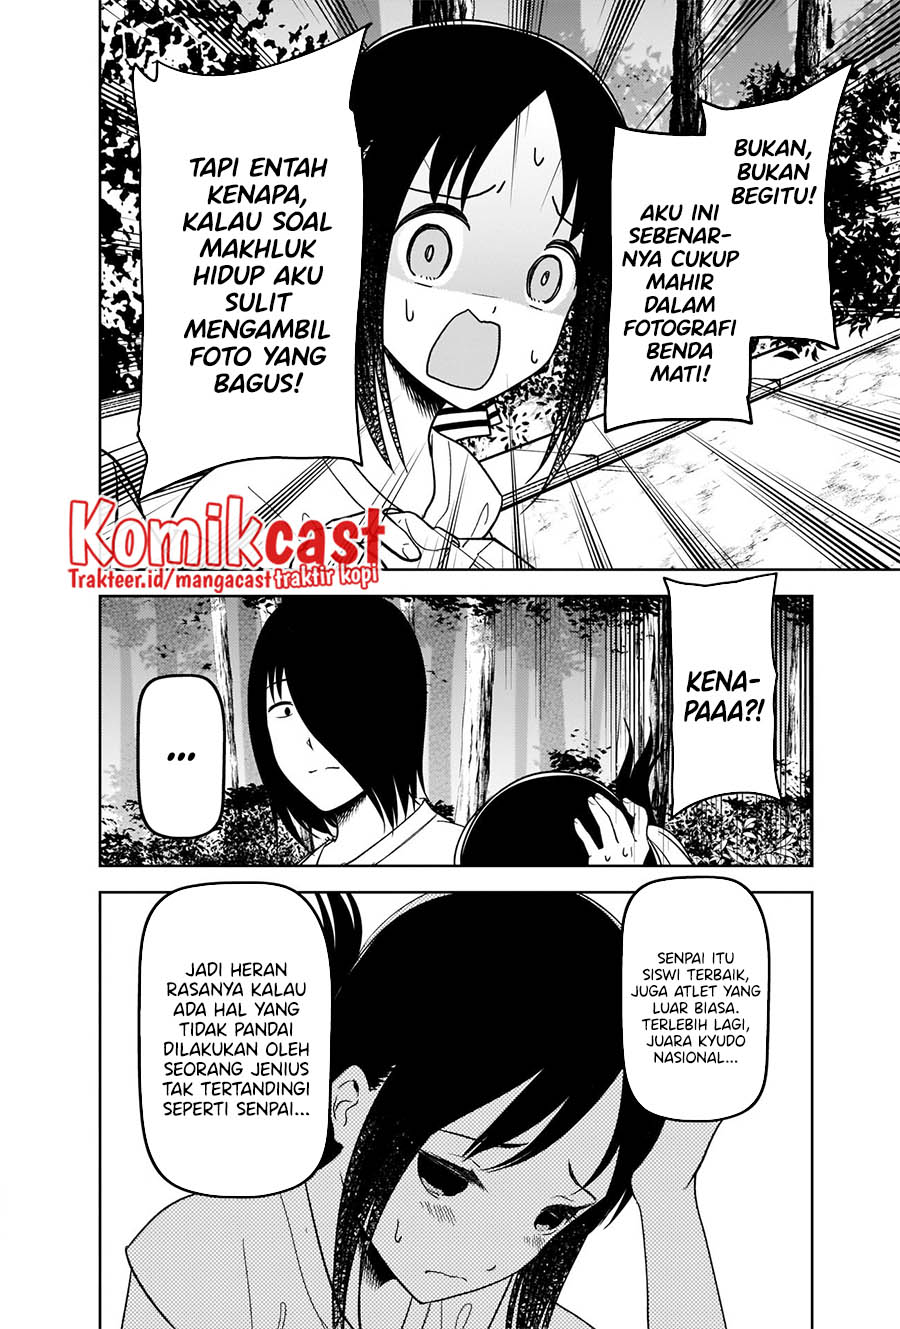 BUKAN,
BUKAN
BEGITU!
AKU INI
SEBENAR-
NYA CUKUP
MAHIR
DALAM
FOTOGRAFI
BENDA
MATI!
TAPI ENTAH
KENAPA,
KALAU SOAL
MAKHLUK
HIDUP AKU
SULIT
MENGAMBIL
FOTO YANG
BAGUS!
Komikcast
Trakteer.id/mangacast traktir kopi
KENA-
PAAA?!
...
SENPAI ITU
SISWI TERBAIK,
JUGA ATLET YANG
LUAR BIASA.
TERLEBIH LAGI,
JUARA KYUDO
NASIONAL...
JADI HERAN
RASANYA KALAU
ADA HAL YANG
TIDAK PANDAI
DILAKUKAN OLEH
SEORANG JENIUS
TAK TERTANDINGI
SEPERTI SENPAI...